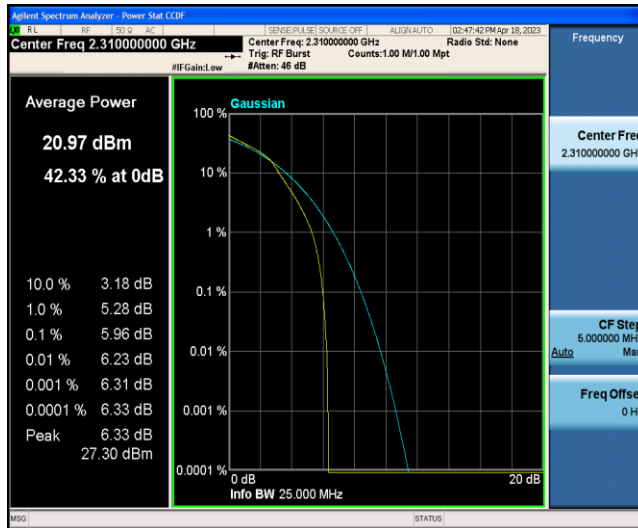 Agilent Spectrum Analyzer - Power Stat CCDF
RL RF 50 Ω AC SENSE:PULSE SOURCE OFF ALIGNAUTO 02:47:42 PM Apr 18, 2023
Center Freq 2.310000000 GHz
Center Freq: 2.310000000 GHz Radio Std: None
Trig: RF Burst Counts:1.00 M/1.00 Mpt
#IFGain:Low #Atten: 46 dB
Frequency
Average Power
20.97 dBm
42.33 % at 0dB
10.0 % 3.18 dB
1.0 % 5.28 dB
0.1 % 5.96 dB
0.01 % 6.23 dB
0.001 % 6.31 dB
0.0001 % 6.33 dB
Peak 6.33 dB
27.30 dBm
Gaussian
100 %
10 %
1 %
0.1 %
0.01 %
0.001 %
0.0001 %
0 dB 20 dB
Info BW 25.000 MHz
Center Fre
2.310000000 GH
CF Step
5.000000 MH
Auto Ma
Freq Offse
0 H
MSG STATUS